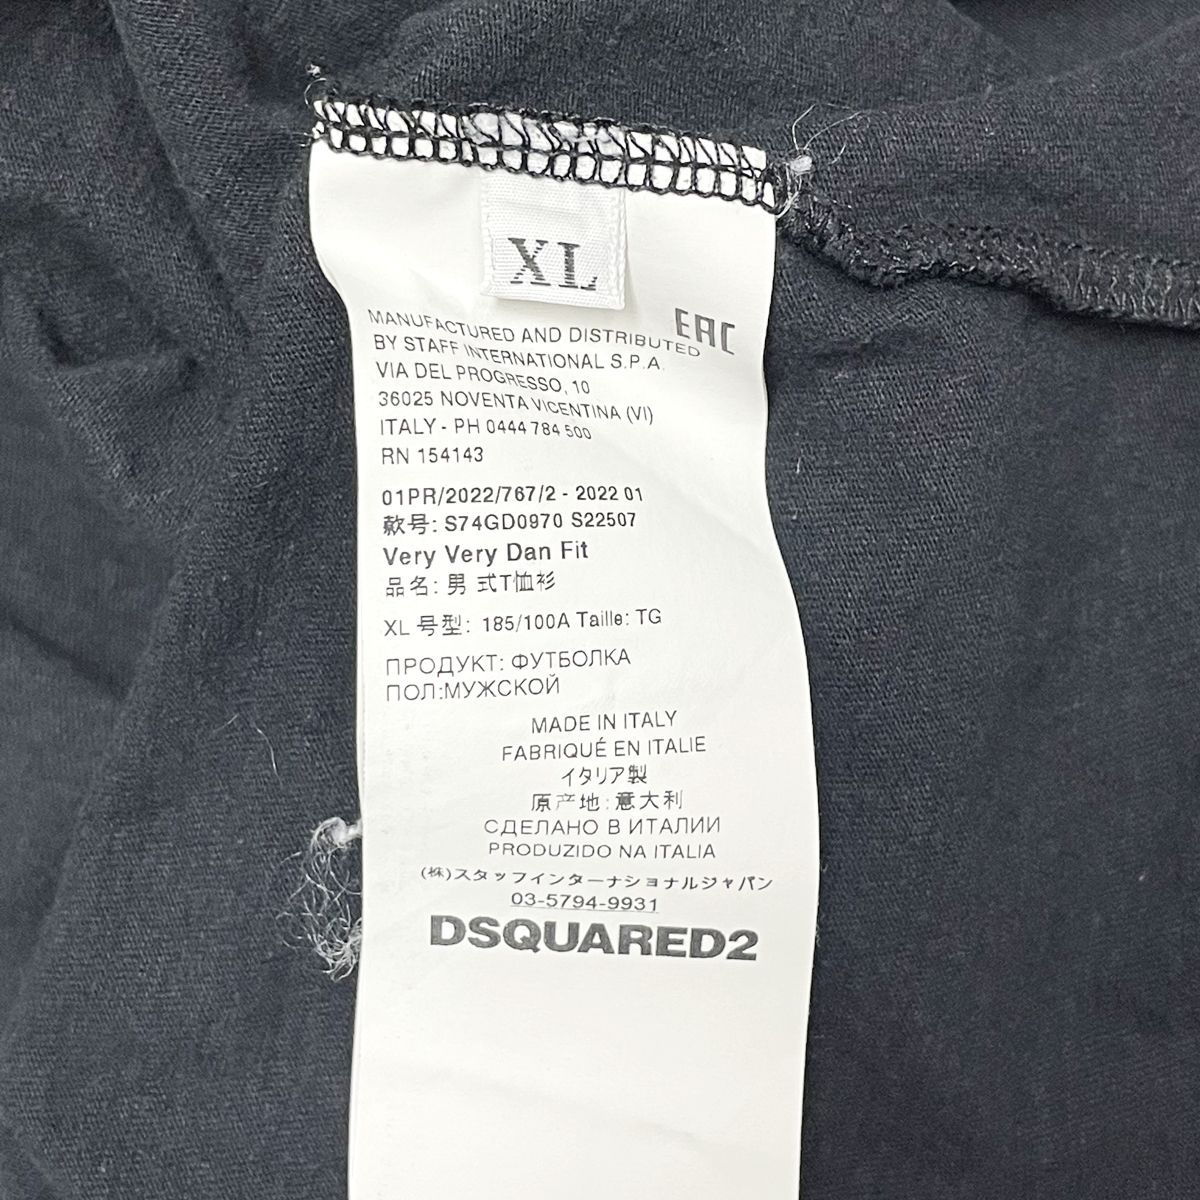 XL
EAC
MANUFACTURED AND DISTRIBUTED
BY STAFF INTERNATIONAL S.P.A.
VIA DEL PROGRESSO, 10
36025 NOVENTA VICENTINA (VI)
ITALY - PH 0444 784 500
RN 154143
01PR/2022/767/2 - 2022 01
款号: S74GD0970 S22507
Very Very Dan Fit
品名: 男 式T恤衫
XL 号型: 185/100A Taille: TG
ПРОДУКТ: ФУТБОЛКА
ПОЛ:МУЖСКОЙ
MADE IN ITALY
FABRIQUÉ EN ITALIE
イタリア製
原产地: 意大利
СДЕЛАНО В ИТАЛИИ
PRODUZIDO NA ITALIA
(株)スタッフインターナショナルジャパン
03-5794-9931
DSQUARED2